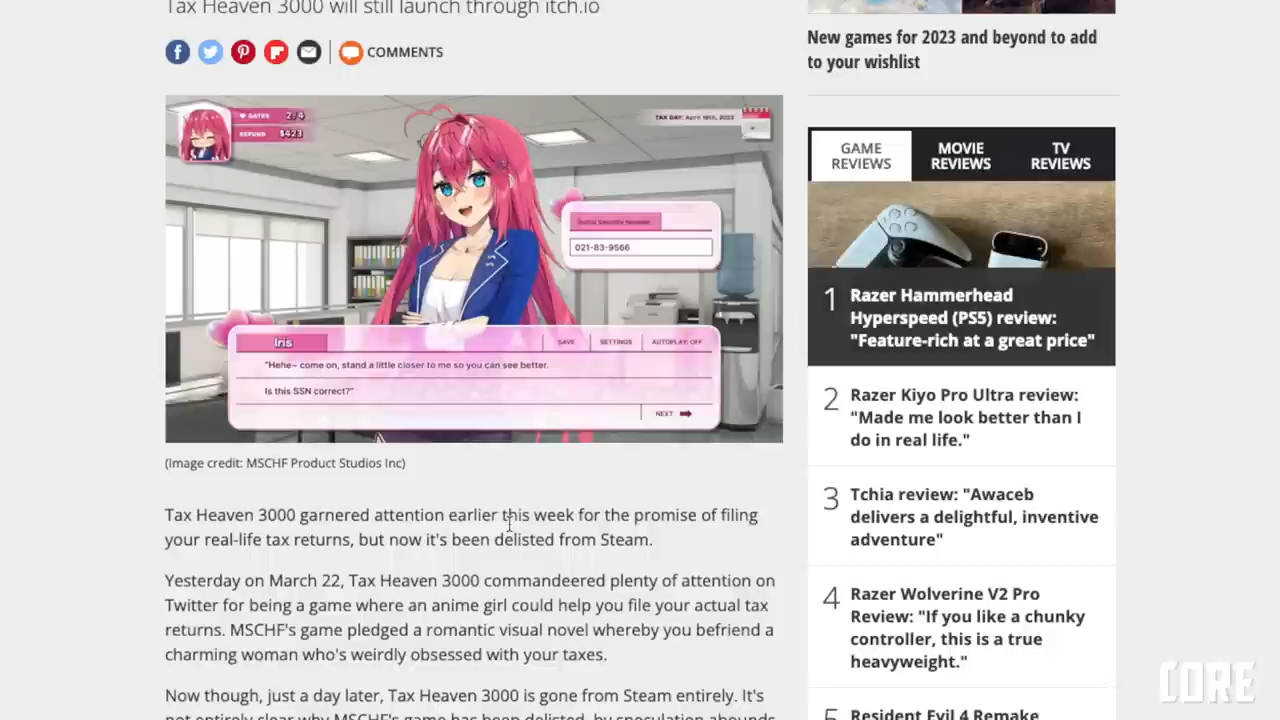 Tax Heaven 3000 will still launch through itch.io
COMMENTS
DATES 2/4
REFUND $423
TAX DAY: April 18th, 2023
Social Security Number
021-83-9566
Iris
SAVE
SETTINGS
AUTOPLAY: OFF
"Hehe~ come on, stand a little closer to me so you can see better.
Is this SSN correct?"
NEXT
(Image credit: MSCHF Product Studios Inc)
Tax Heaven 3000 garnered attention earlier this week for the promise of filing
your real-life tax returns, but now it's been delisted from Steam.
Yesterday on March 22, Tax Heaven 3000 commandeered plenty of attention on
Twitter for being a game where an anime girl could help you file your actual tax
returns. MSCHF's game pledged a romantic visual novel whereby you befriend a
charming woman who's weirdly obsessed with your taxes.
Now though, just a day later, Tax Heaven 3000 is gone from Steam entirely. It's
not entirely clear why MSCHF's game has been delisted, by speculation abounds
New games for 2023 and beyond to add
to your wishlist
GAME
REVIEWS
MOVIE
REVIEWS
TV
REVIEWS
1 Razer Hammerhead
Hyperspeed (PS5) review:
"Feature-rich at a great price"
2 Razer Kiyo Pro Ultra review:
"Made me look better than I
do in real life."
3 Tchia review: "Awaceb
delivers a delightful, inventive
adventure"
4 Razer Wolverine V2 Pro
Review: "If you like a chunky
controller, this is a true
heavyweight."
5 Resident Evil 4 Remake
CORE